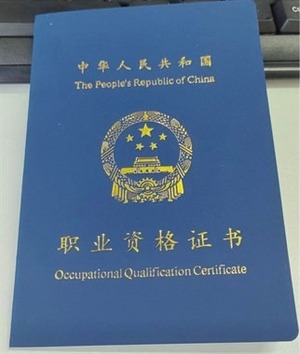 中华人民共和国
The People's Republic of China
职业资格证书
Occupational Qualification Certificate